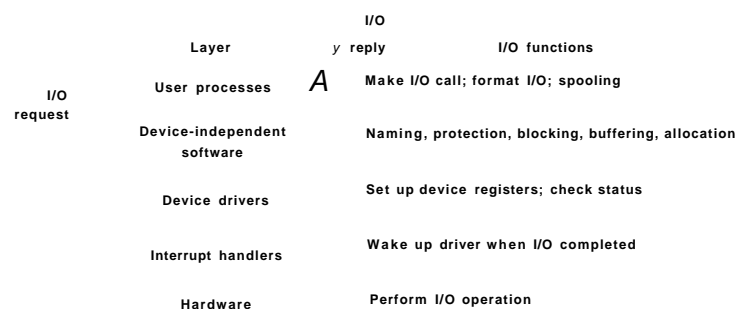 I/O
Layer y reply I/O functions
I/O request
User processes A Make I/O call; format I/O; spooling
Device-independent software Naming, protection, blocking, buffering, allocation
Device drivers Set up device registers; check status
Interrupt handlers Wake up driver when I/O completed
Hardware Perform I/O operation